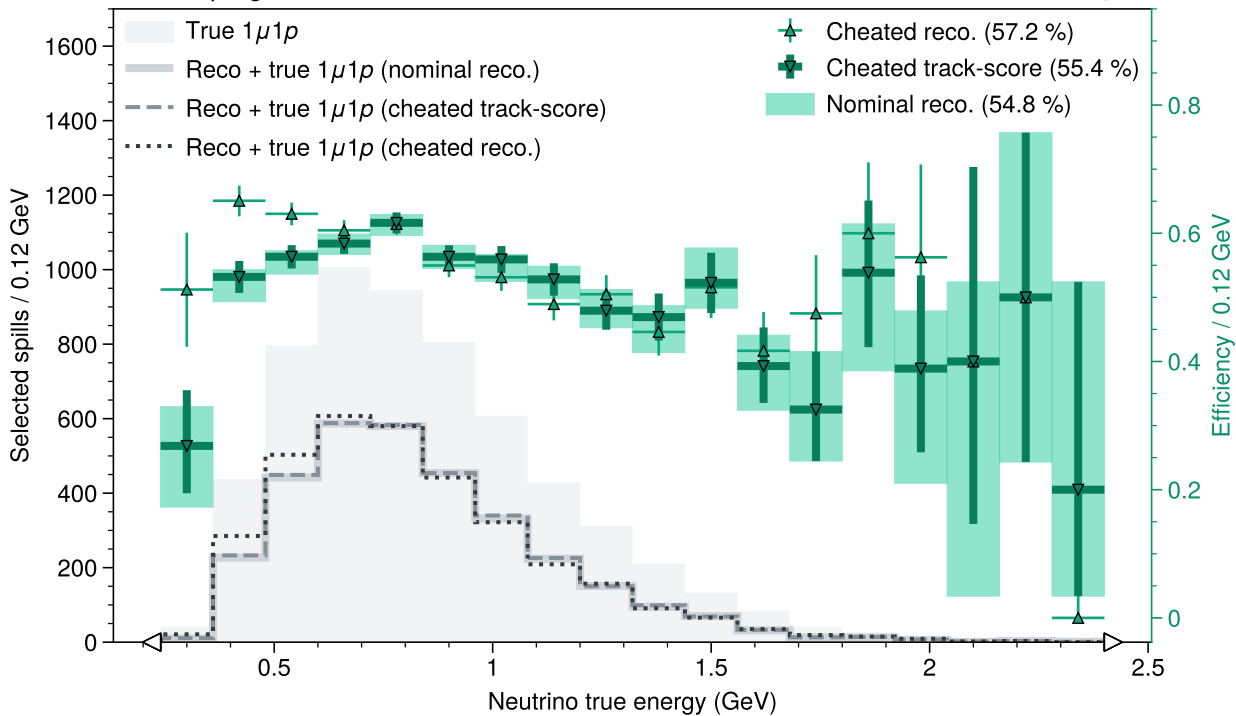 True 1μ1p
Reco + true 1μ1p (nominal reco.)
Reco + true 1μ1p (cheated track-score)
Reco + true 1μ1p (cheated reco.)
Cheated reco. (57.2 %)
Cheated track-score (55.4 %)
Nominal reco. (54.8 %)
Selected spills / 0.12 GeV
1600
1400
1200
1000
800
600
400
200
0
0.8
0.6
0.4
0.2
0
Efficiency / 0.12 GeV
0.5
1
1.5
2
2.5
Neutrino true energy (GeV)